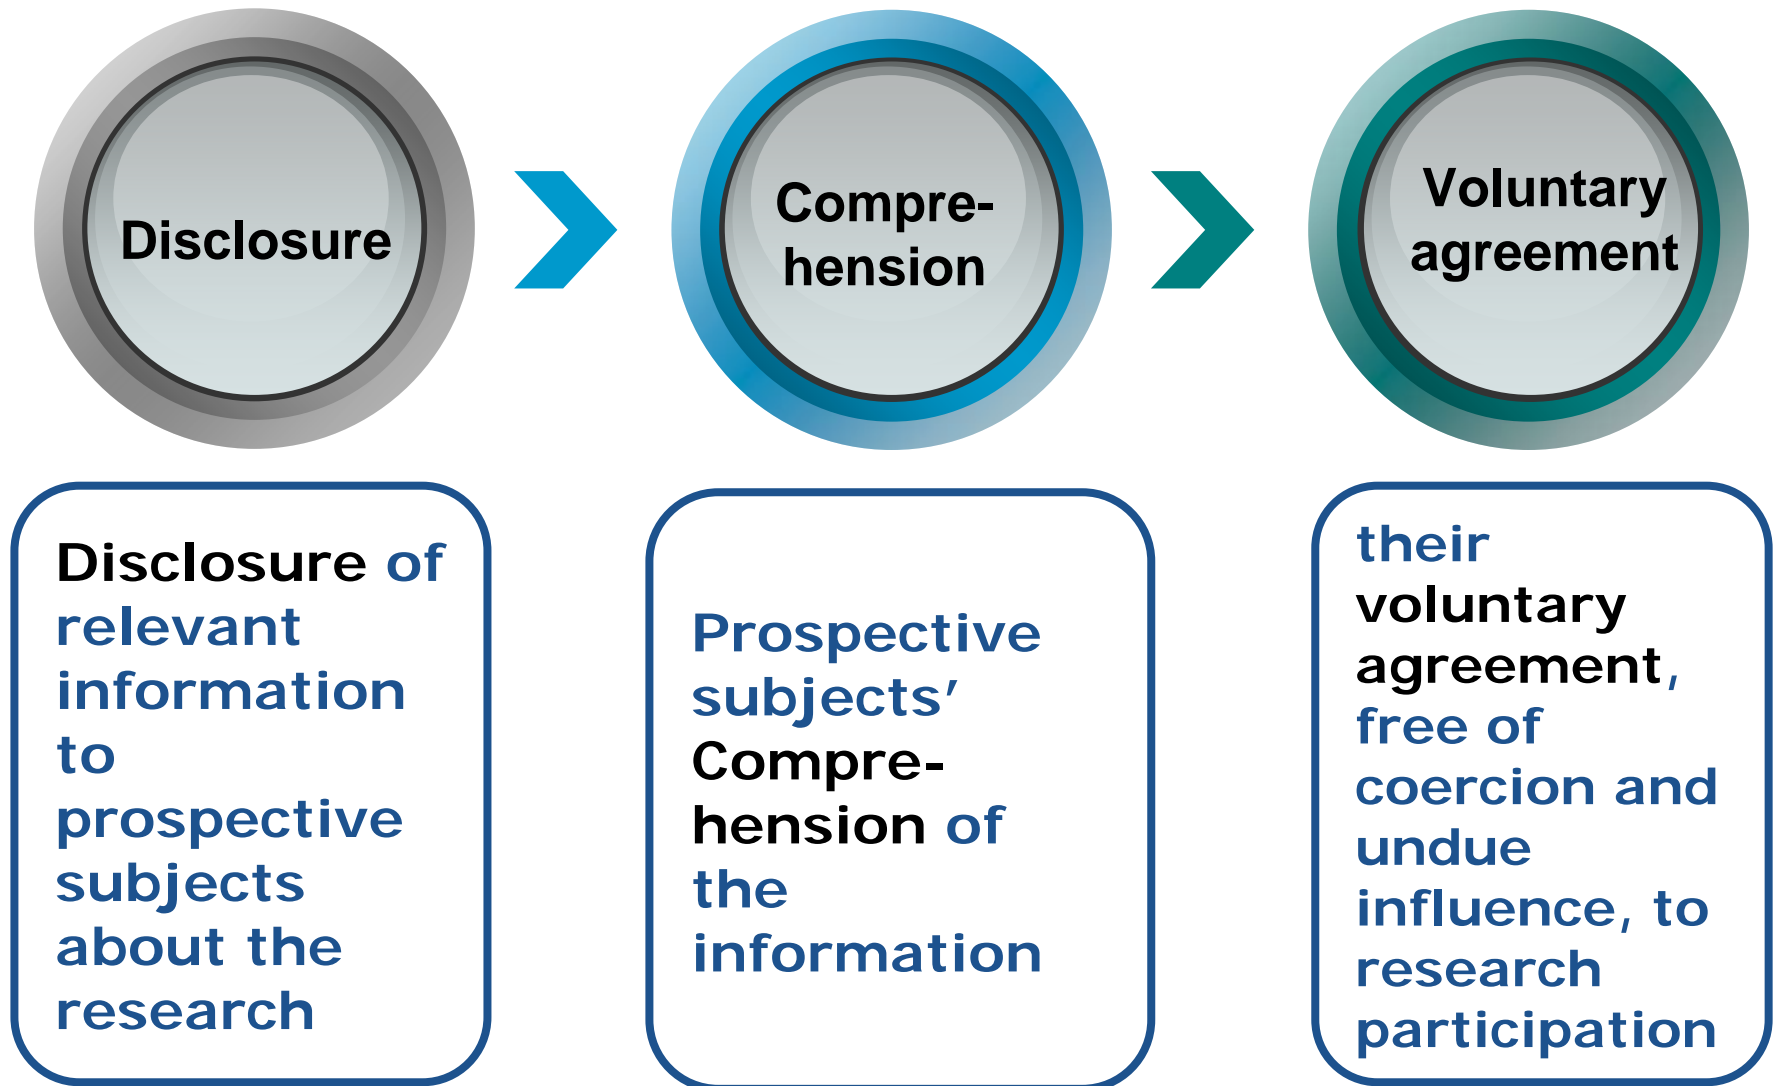 Disclosure
Compre-
hension
Voluntary
agreement
Disclosure of
relevant
information
to
prospective
subjects
about the
research
Prospective
subjects’
Compre-
hension of
the
information
their
voluntary
agreement,
free of
coercion and
undue
influence, to
research
participation